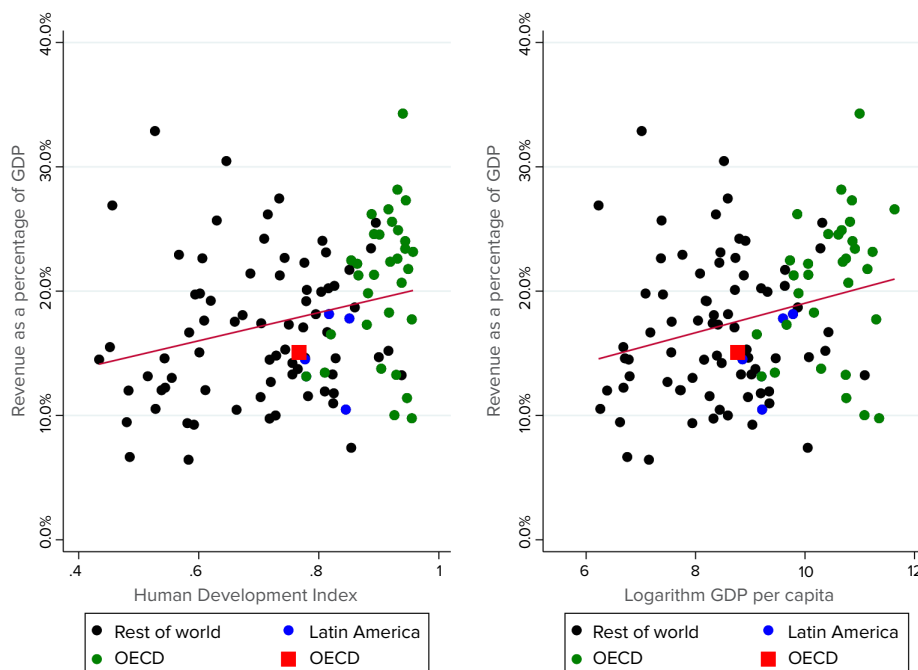 40.0%
30.0%
20.0%
10.0%
0.0%
Revenue as a percentage of GDP
.4 .6 .8 1
Human Development Index
Rest of world Latin America
OECD OECD
40.0%
30.0%
20.0%
10.0%
0.0%
Revenue as a percentage of GDP
6 8 10 12
Logarithm GDP per capita
Rest of world Latin America
OECD OECD